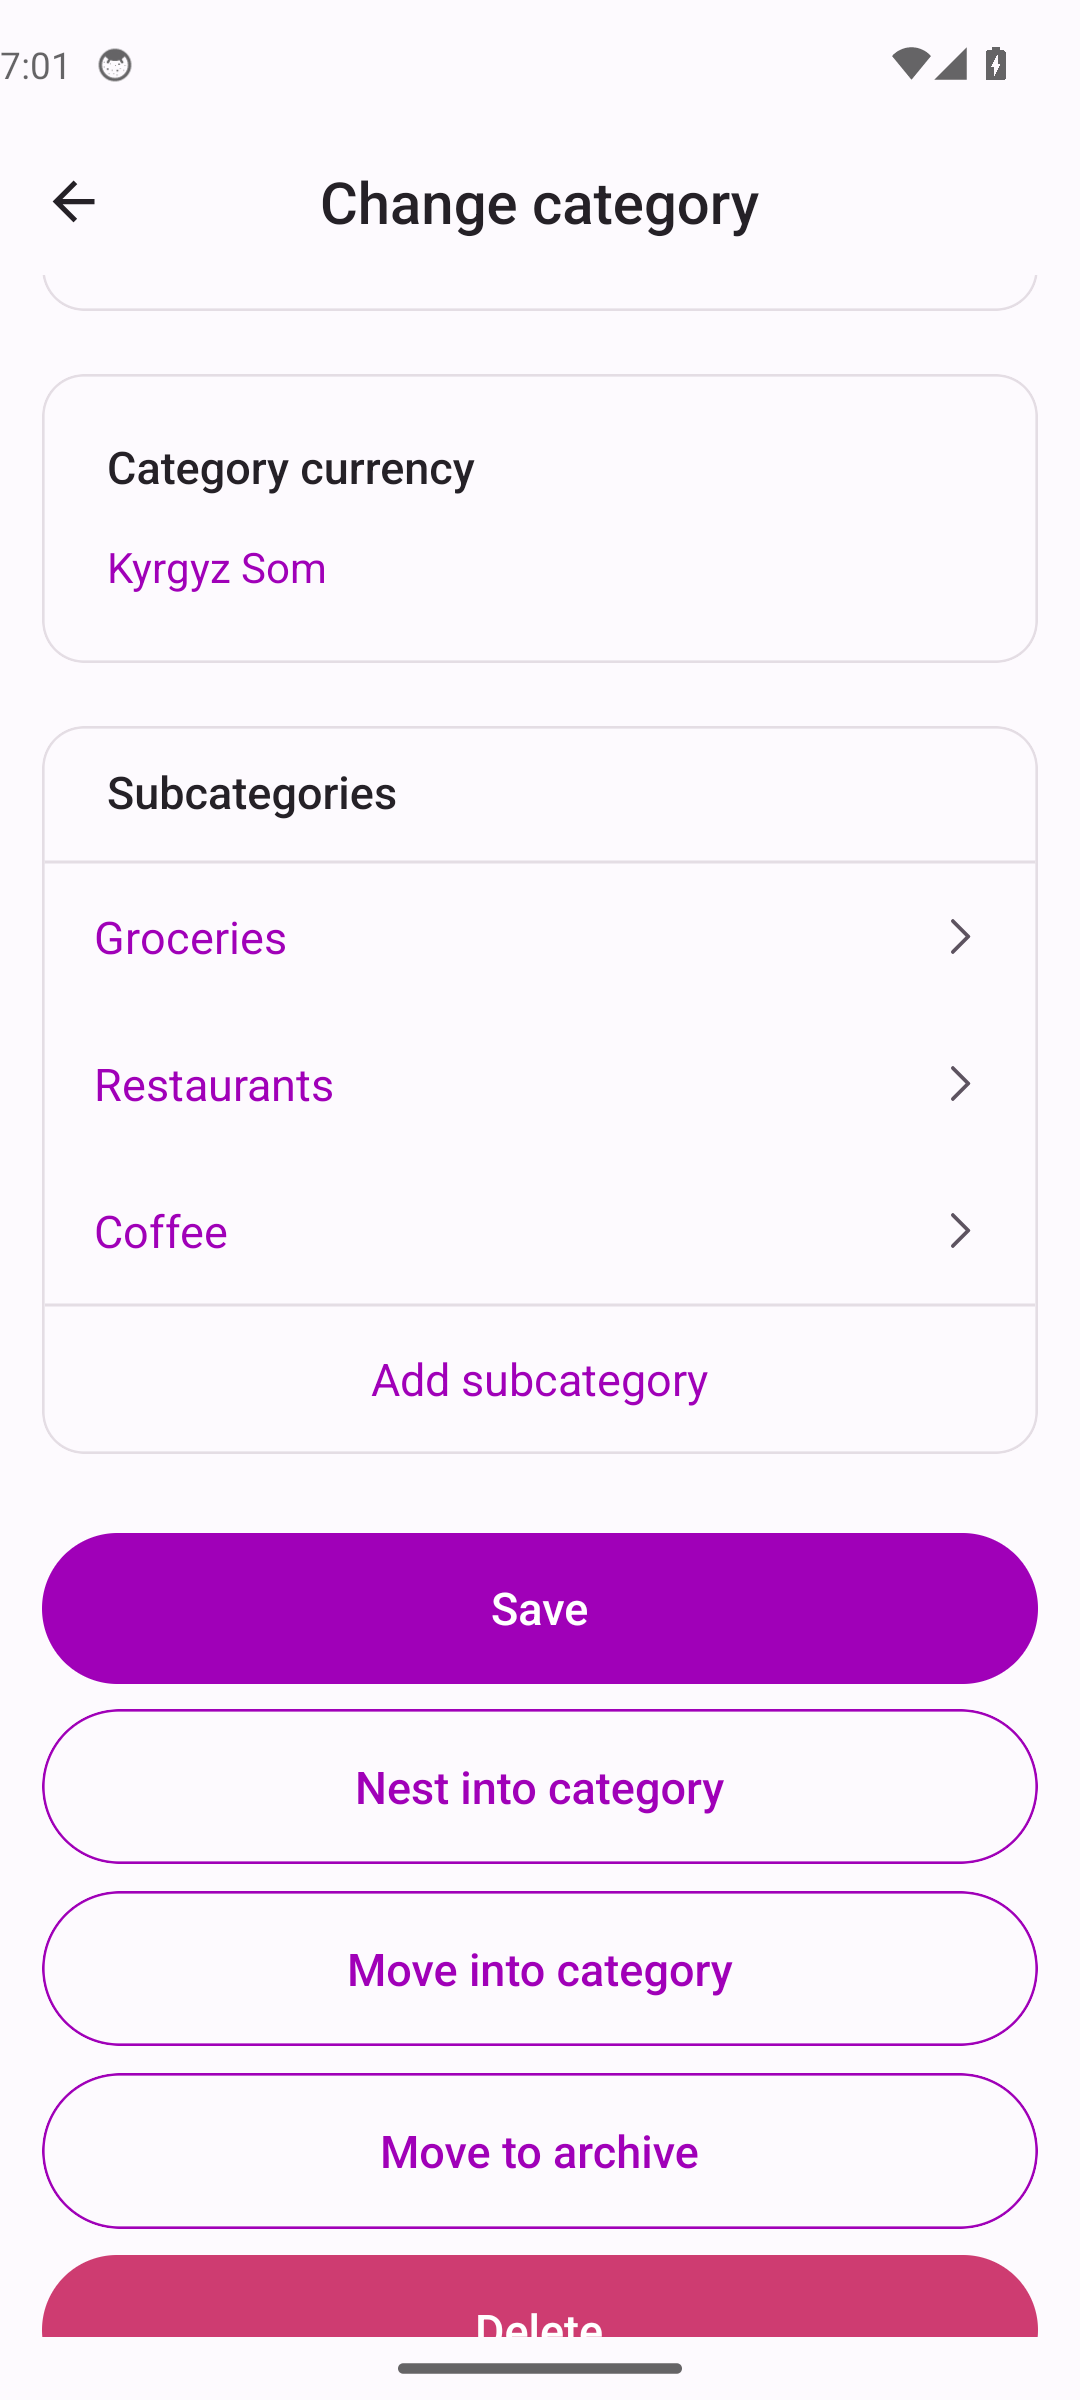 7:01
Change category
Category currency
Kyrgyz Som
Subcategories
Groceries
Restaurants
Coffee
Add subcategory
Save
Nest into category
Move into category
Move to archive
Delete